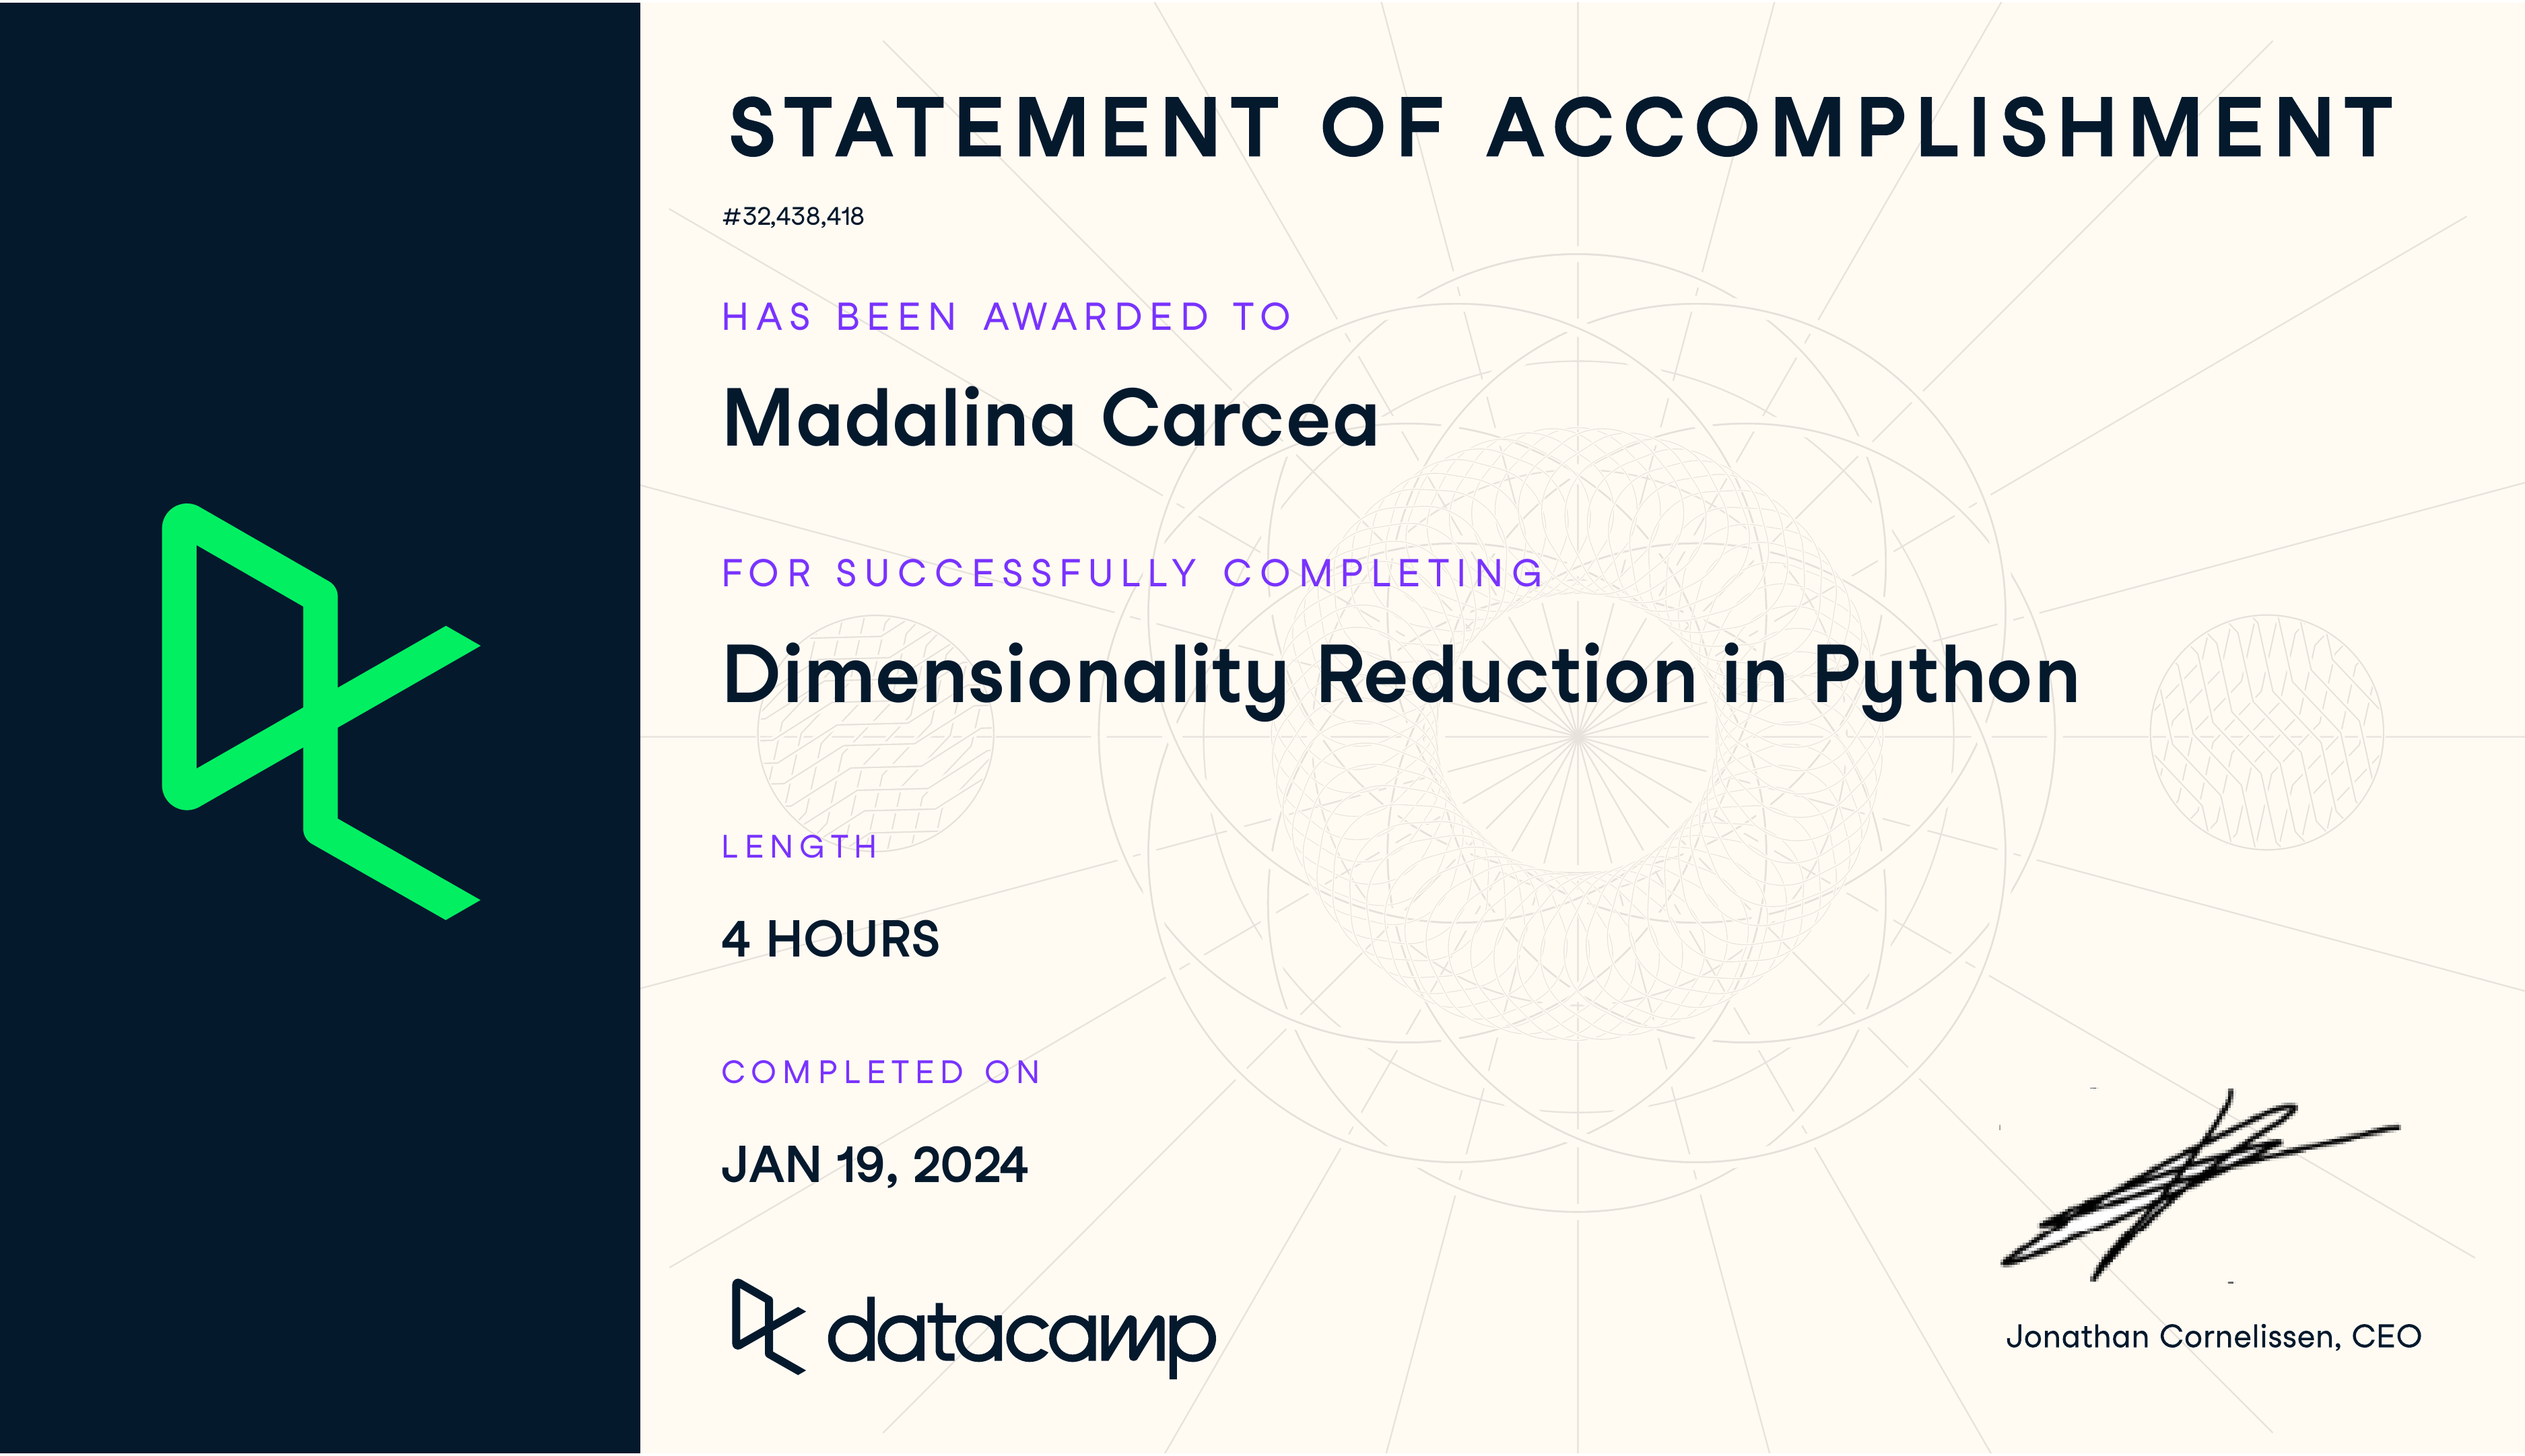 STATEMENT OF ACCOMPLISHMENT
#32,438,418
HAS BEEN AWARDED TO
Madalina Carcea
FOR SUCCESSFULLY COMPLETING
Dimensionality Reduction in Python
LENGTH
4 HOURS
COMPLETED ON
JAN 19, 2024
datacamp
Jonathan Cornelissen, CEO